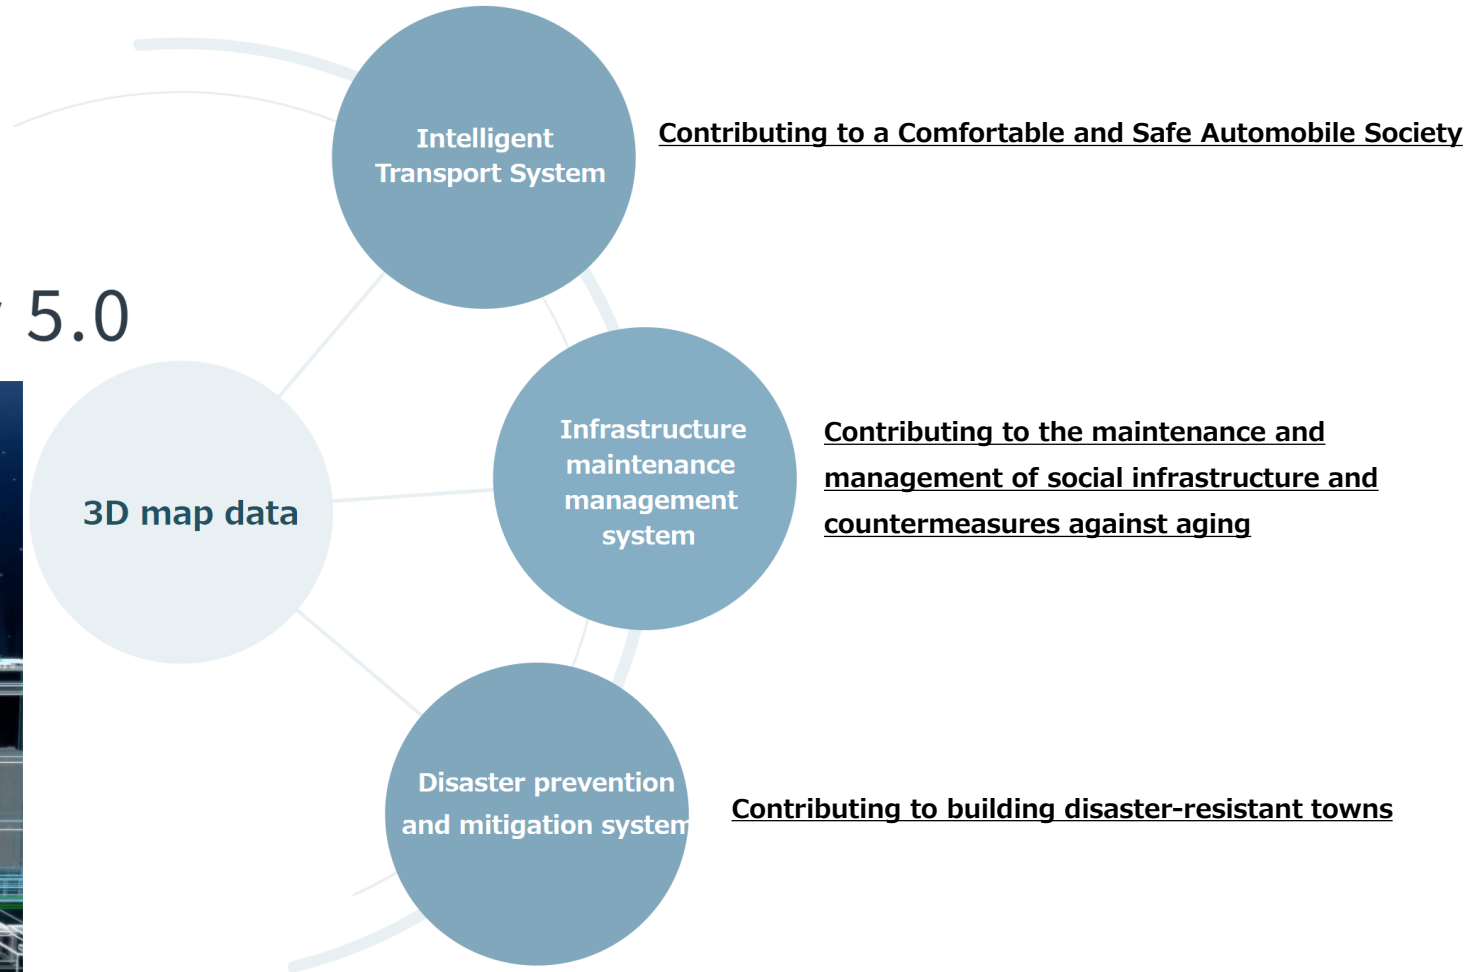 Intelligent
Transport System
Contributing to a Comfortable and Safe Automobile Society
5.0
3D map data
Infrastructure
maintenance
management
system
Contributing to the maintenance and
management of social infrastructure and
countermeasures against aging
Disaster prevention
and mitigation system
Contributing to building disaster-resistant towns